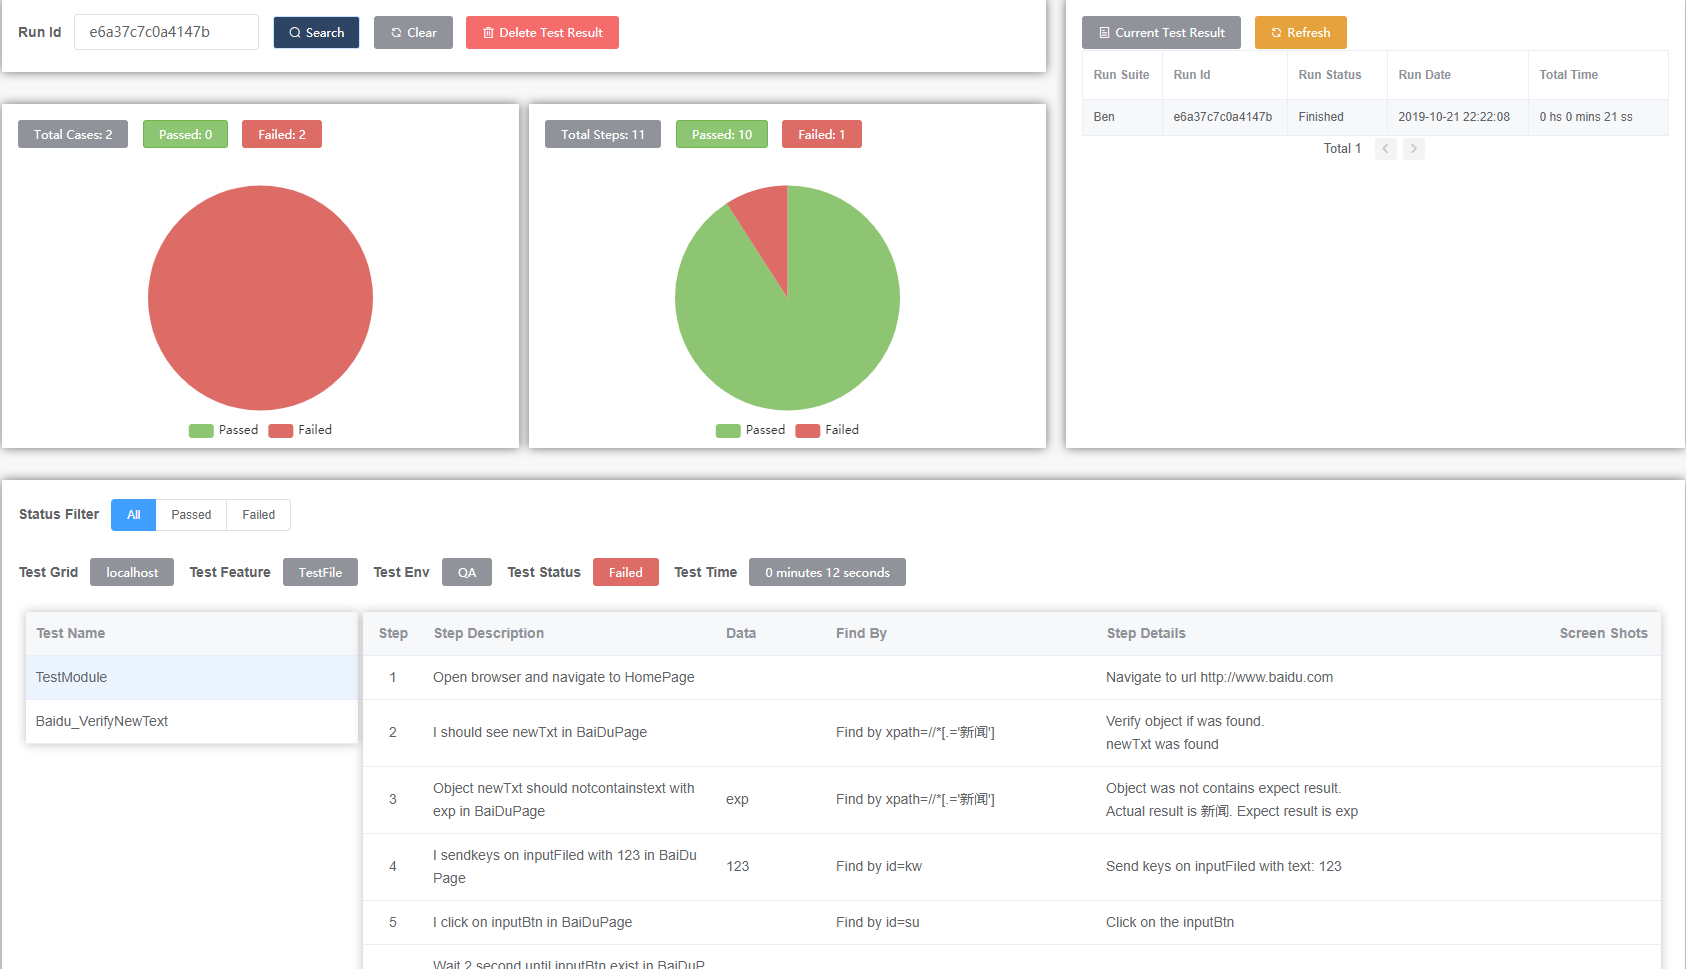 Run Id e6a37c7c0a4147b Search Clear Delete Test Result
Current Test Result Refresh
Run Suite Run Id Run Status Run Date Total Time
Ben e6a37c7c0a4147b Finished 2019-10-21 22:22:08 0 hs 0 mins 21 ss
Total 1 < >
Total Cases: 2 Passed: 0 Failed: 2
Passed Failed
Total Steps: 11 Passed: 10 Failed: 1
Passed Failed
Status Filter All Passed Failed
Test Grid localhost Test Feature TestFile Test Env QA Test Status Failed Test Time 0 minutes 12 seconds
Test Name
TestModule
Baidu_VerifyNewText
Step Step Description Data Find By Step Details Screen Shots
1 Open browser and navigate to HomePage Navigate to url http://www.baidu.com
2 I should see newTxt in BaiDuPage Find by xpath=//*[.='新闻'] Verify object if was found.
newTxt was found
3 Object newTxt should notcontainstext with exp Find by xpath=//*[.='新闻'] Object was not contains expect result.
exp in BaiDuPage Actual result is 新闻. Expect result is exp
4 I sendkeys on inputFiled with 123 in BaiDu 123 Find by id=kw Send keys on inputFiled with text: 123
Page
5 I click on inputBtn in BaiDuPage Find by id=su Click on the inputBtn
Wait 2 second until inputBtn exist in BaiDuP